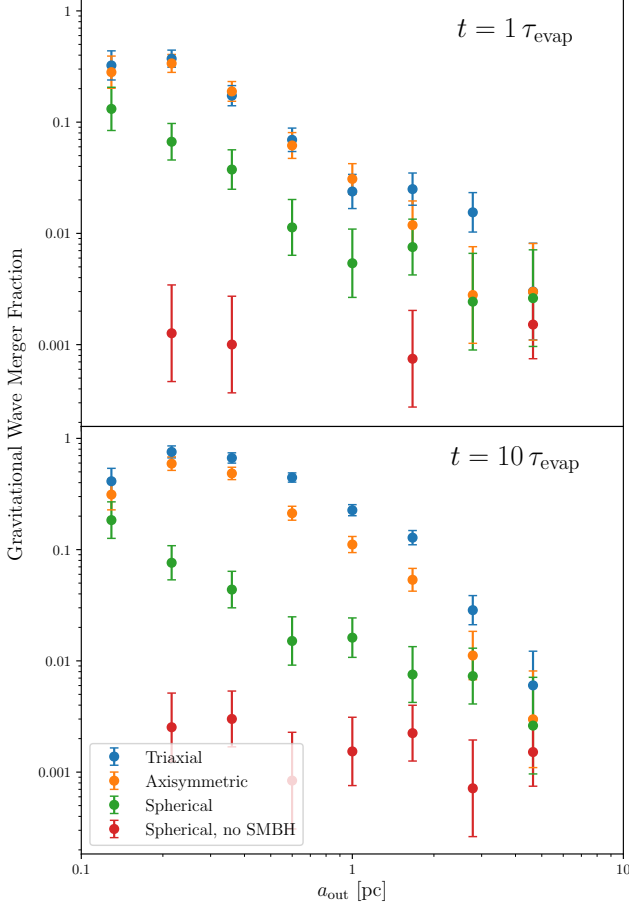 t = 1 τevap
1
0.1
0.01
0.001
Gravitational Wave Merger Fraction
t = 10 τevap
1
0.1
0.01
0.001
Triaxial
Axisymmetric
Spherical
Spherical, no SMBH
0.1
1
10
aout [pc]